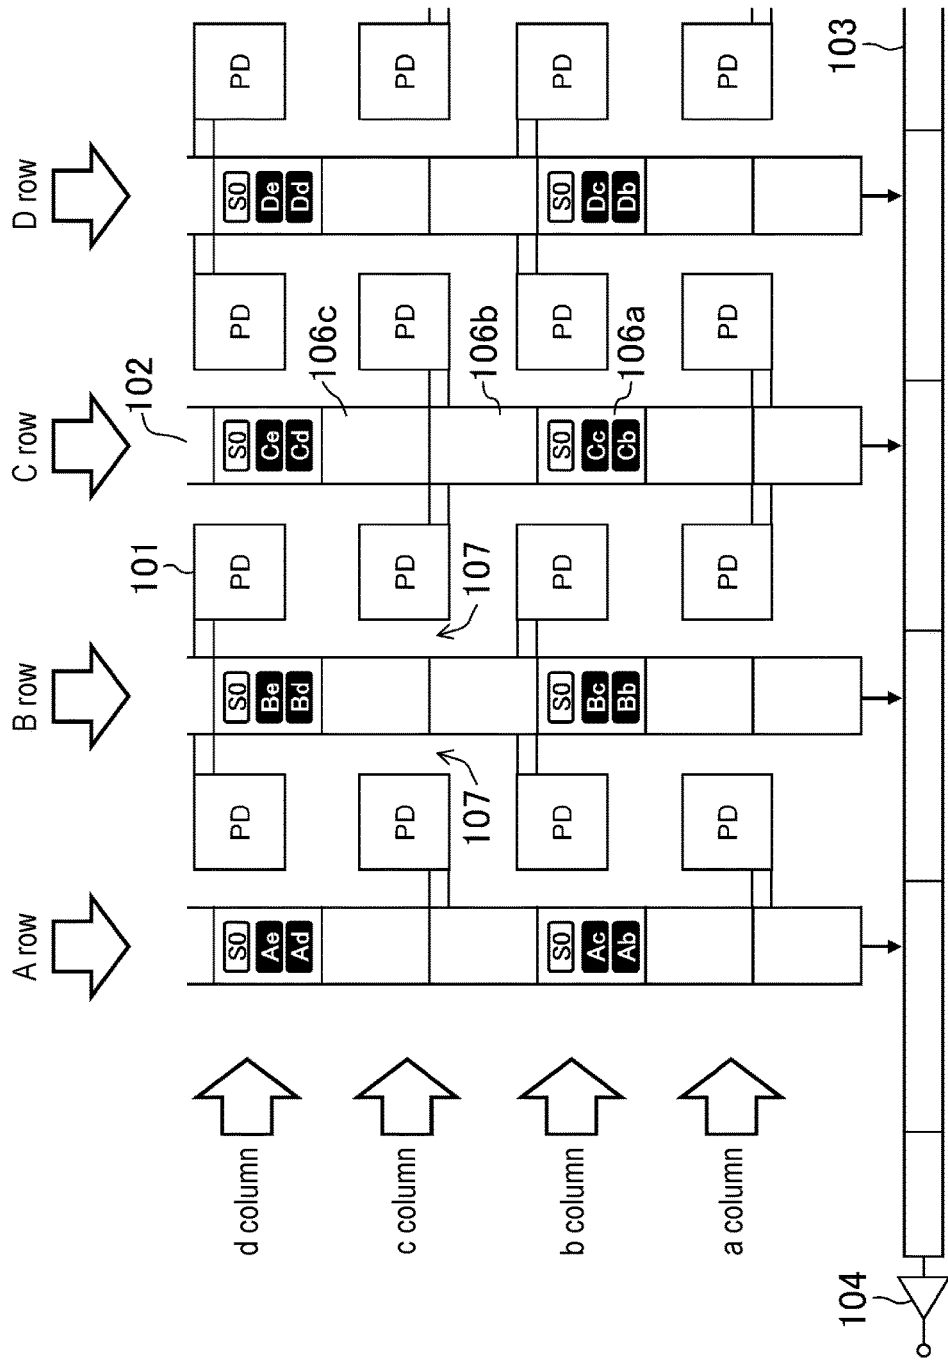 A row B row C row D row
101 102
d column S0 PD S0 PD S0 PD S0 PD
Ae Be Ce De
Ad Bd Cd Dd
106c
c column PD PD PD PD
107 107 106b
b column S0 PD S0 PD S0 PD S0 PD
Ac Bc Cc Dc
Ab Bb Cb 106a Db
a column PD PD PD PD
104 103